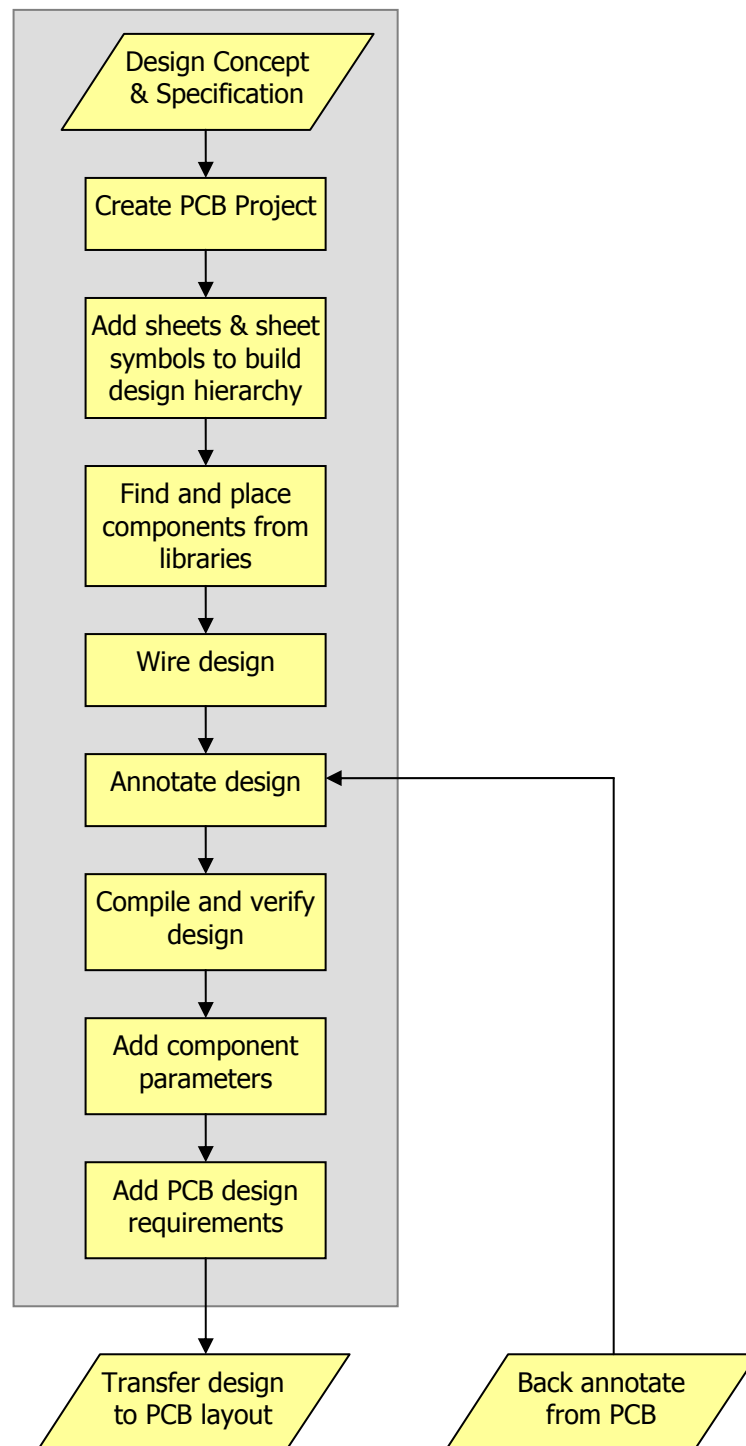 Design Concept
& Specification
Create PCB Project
Add sheets & sheet
symbols to build
design hierarchy
Find and place
components from
libraries
Wire design
Annotate design
Compile and verify
design
Add component
parameters
Add PCB design
requirements
Transfer design
to PCB layout
Back annotate
from PCB